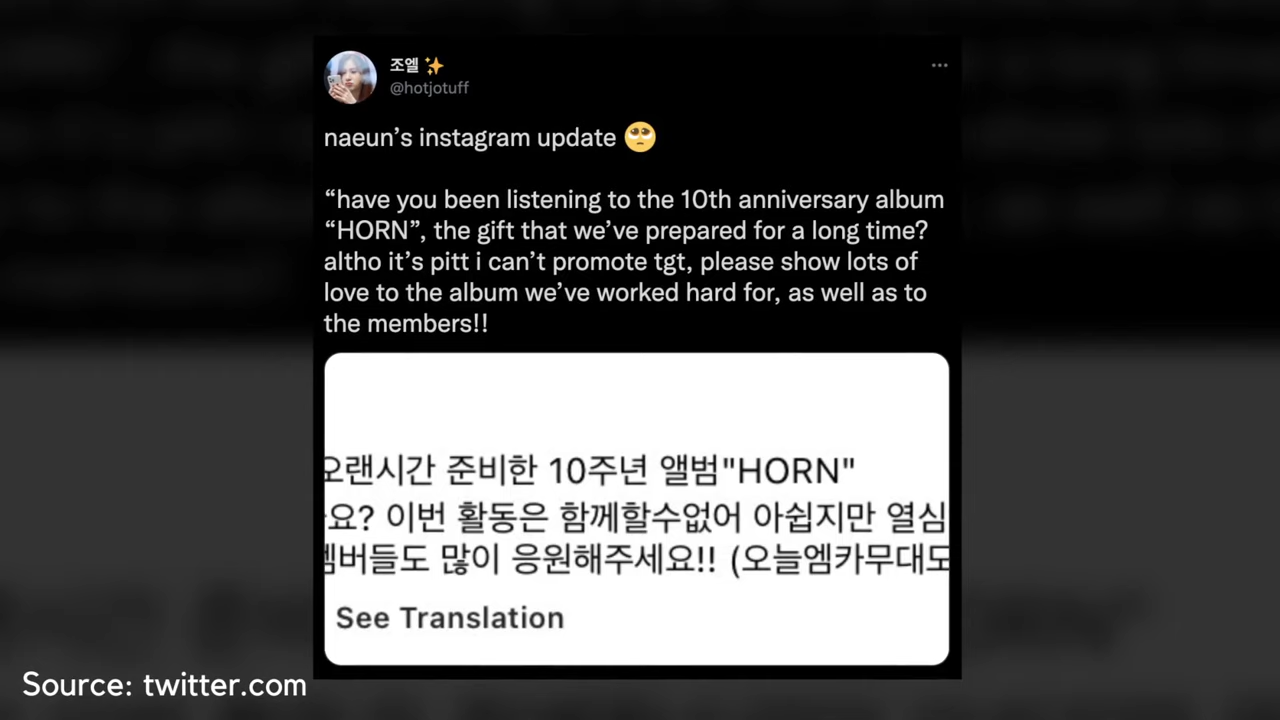 조엘 ✨
@hotjotuff
naeun's instagram update 🥺
“have you been listening to the 10th anniversary album
“HORN”, the gift that we've prepared for a long time?
altho it's pitt i can't promote tgt, please show lots of
love to the album we've worked hard for, as well as to
the members!!
오랜시간 준비한 10주년 앨범"HORN"
요? 이번 활동은 함께할수없어 아쉽지만 열심
멤버들도 많이 응원해주세요!! (오늘엠카무대도
See Translation
Source: twitter.com